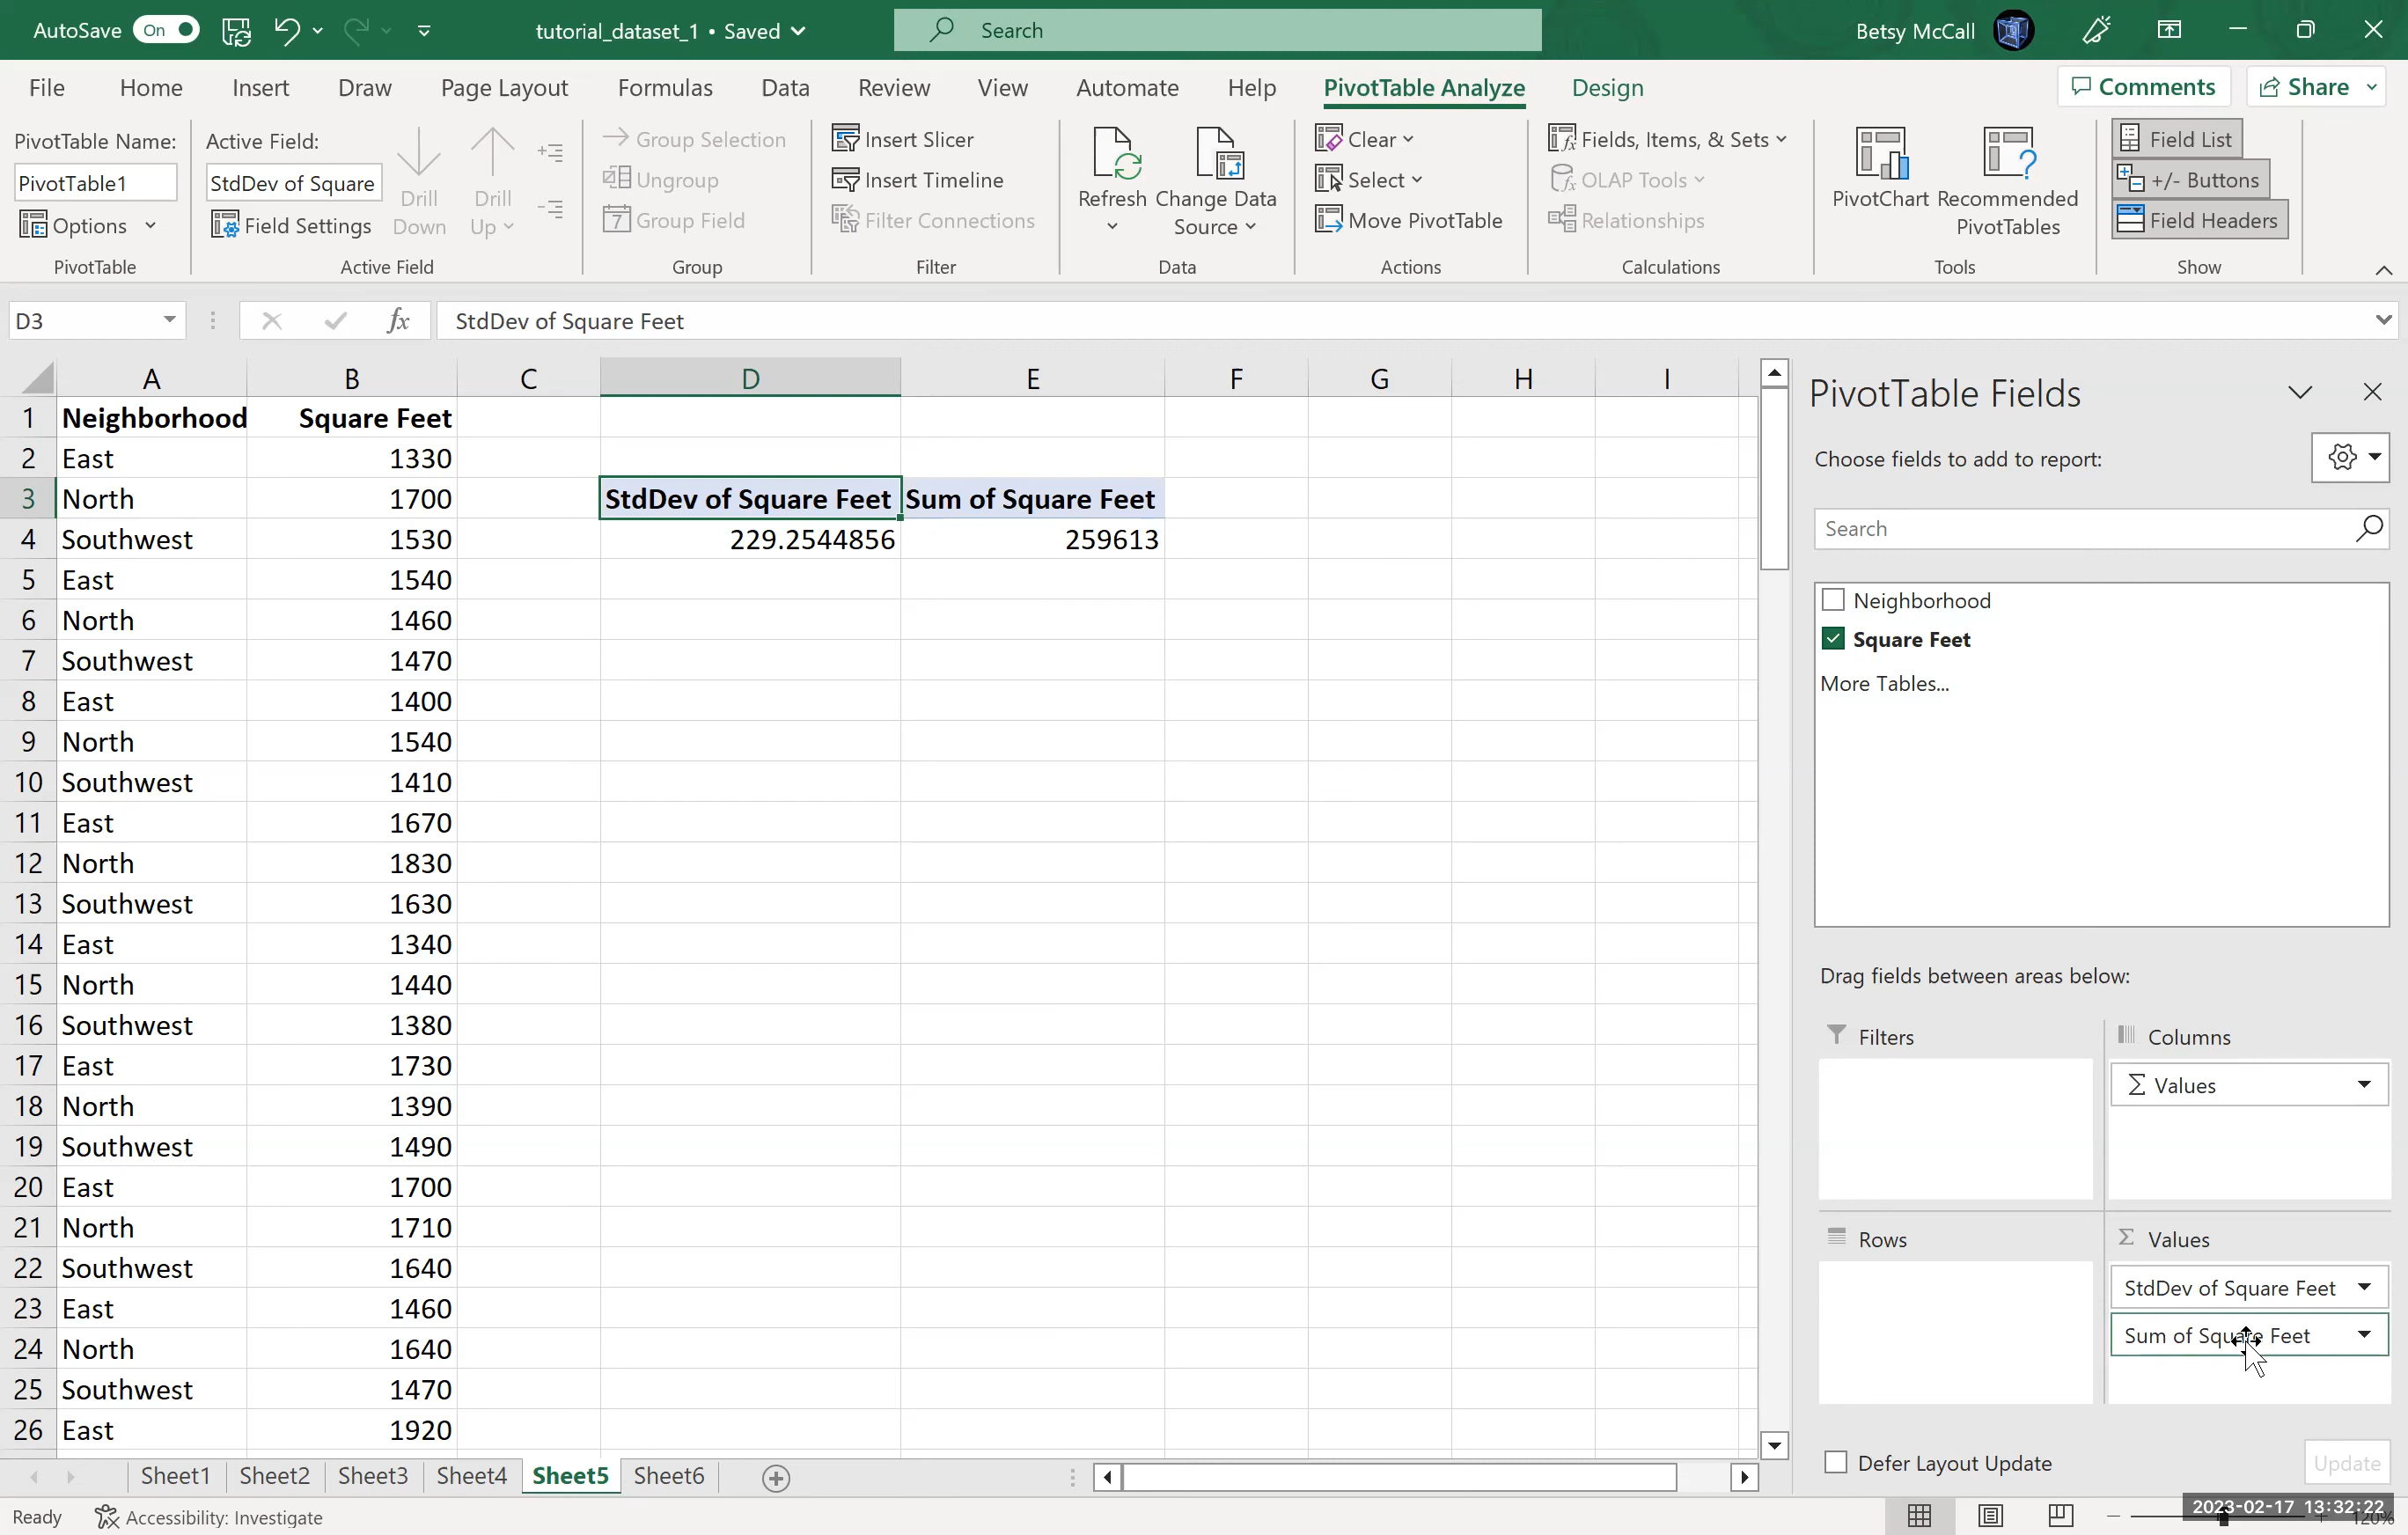 AutoSave On tutorial_dataset_1 • Saved Search Betsy McCall
File Home Insert Draw Page Layout Formulas Data Review View Automate Help PivotTable Analyze Design Comments Share
PivotTable Name: Active Field: Group Selection Insert Slicer Clear Fields, Items, & Sets Field List
PivotTable1 StdDev of Square Ungroup Insert Timeline Select OLAP Tools +/- Buttons
Drill Drill Refresh Change Data PivotChart Recommended
Options Field Settings Down Up 7 Group Field Filter Connections Source Move PivotTable Relationships PivotTables Field Headers
PivotTable Active Field Group Filter Data Actions Calculations Tools Show
D3 fx StdDev of Square Feet
A B C D E F G H I
1 Neighborhood Square Feet
2 East 1330
3 North 1700 StdDev of Square Feet Sum of Square Feet
4 Southwest 1530 229.2544856 259613
5 East 1540
6 North 1460
7 Southwest 1470
8 East 1400
9 North 1540
10 Southwest 1410
11 East 1670
12 North 1830
13 Southwest 1630
14 East 1340
15 North 1440
16 Southwest 1380
17 East 1730
18 North 1390
19 Southwest 1490
20 East 1700
21 North 1710
22 Southwest 1640
23 East 1460
24 North 1640
25 Southwest 1470
26 East 1920
PivotTable Fields
Choose fields to add to report:
Search
Neighborhood
Square Feet
More Tables...
Drag fields between areas below:
Filters Columns
Σ Values
Rows Σ Values
StdDev of Square Feet
Sum of Square Feet
Defer Layout Update Update
Sheet1 Sheet2 Sheet3 Sheet4 Sheet5 Sheet6
Ready Accessibility: Investigate 2023-02-17 13:32:22
120%